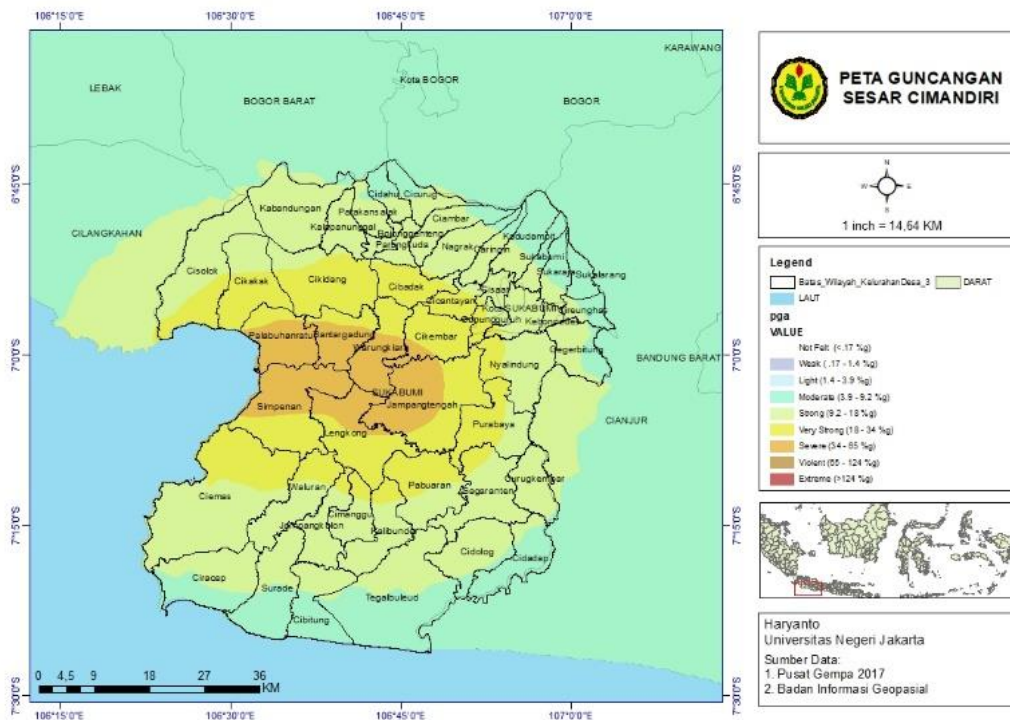 106°15'0"E 106°30'0"E 106°45'0"E 107°0'0"E
6°45'0"S
7°0'0"S
7°15'0"S
7°30'0"S
6°45'0"S
7°0'0"S
7°15'0"S
7°30'0"S
KARAWANG
Kota BOGOR
LEBAK
BOGOR BARAT
BOGOR
Cidahu Cicurug
Kabandungan
Parakansalak
Ciambar
Kalapanunggal
Bojonggenteng
Parangkuda
Nagrak
Caringin
Kadudampit
CILANGKAHAN
Sukabumi
Cisolok
Cikidang
Sukaraja
Sukalarang
Cikakak
Cibadak
Cisaat
Cicantayan
Kota SUKABUMI
Cireunghas
Gunungguruh
Kebonpedes
Palabuhanratu
Bantargadung
Warungkiara
Cikembar
Gegerbitung
BANDUNG BARAT
Nyalindung
SUKABUMI
Simpenan
Jampangtengah
CIANJUR
Purabaya
Lengkong
Ciemas
Waluran
Pabuaran
Sagaranten
Curugkembar
Cimanggu
Jampangkulon
Kalibunder
Cidolog
Cidadap
Ciracap
Surade
Tegalbuleud
Cibitung
0 4,5 9 18 27 36
KM
106°15'0"E 106°30'0"E 106°45'0"E 107°0'0"E
PETA GUNCANGAN
SESAR CIMANDIRI
N
W E
S
1 inch = 14,64 KM
Legend
Batas_Wilayah_KelurahanDesa_3 DARAT
LAUT
pga
VALUE
Not Felt (<.17 %g)
Weak (.17 - 1.4 %g)
Light (1.4 - 3.9 %g)
Moderate (3.9 - 9.2 %g)
Strong (9.2 - 18 %g)
Very Strong (18 - 34 %g)
Severe (34 - 65 %g)
Violent (65 - 124 %g)
Extreme (>124 %g)
Haryanto
Universitas Negeri Jakarta
Sumber Data:
1. Pusat Gempa 2017
2. Badan Informasi Geopasial